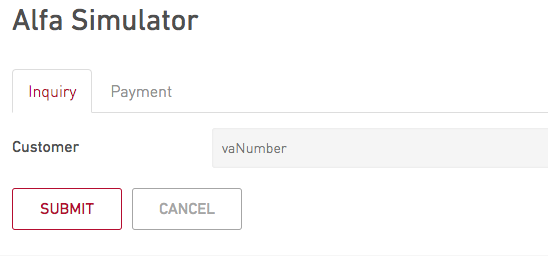 Alfa Simulator
Inquiry Payment
Customer vaNumber
SUBMIT CANCEL